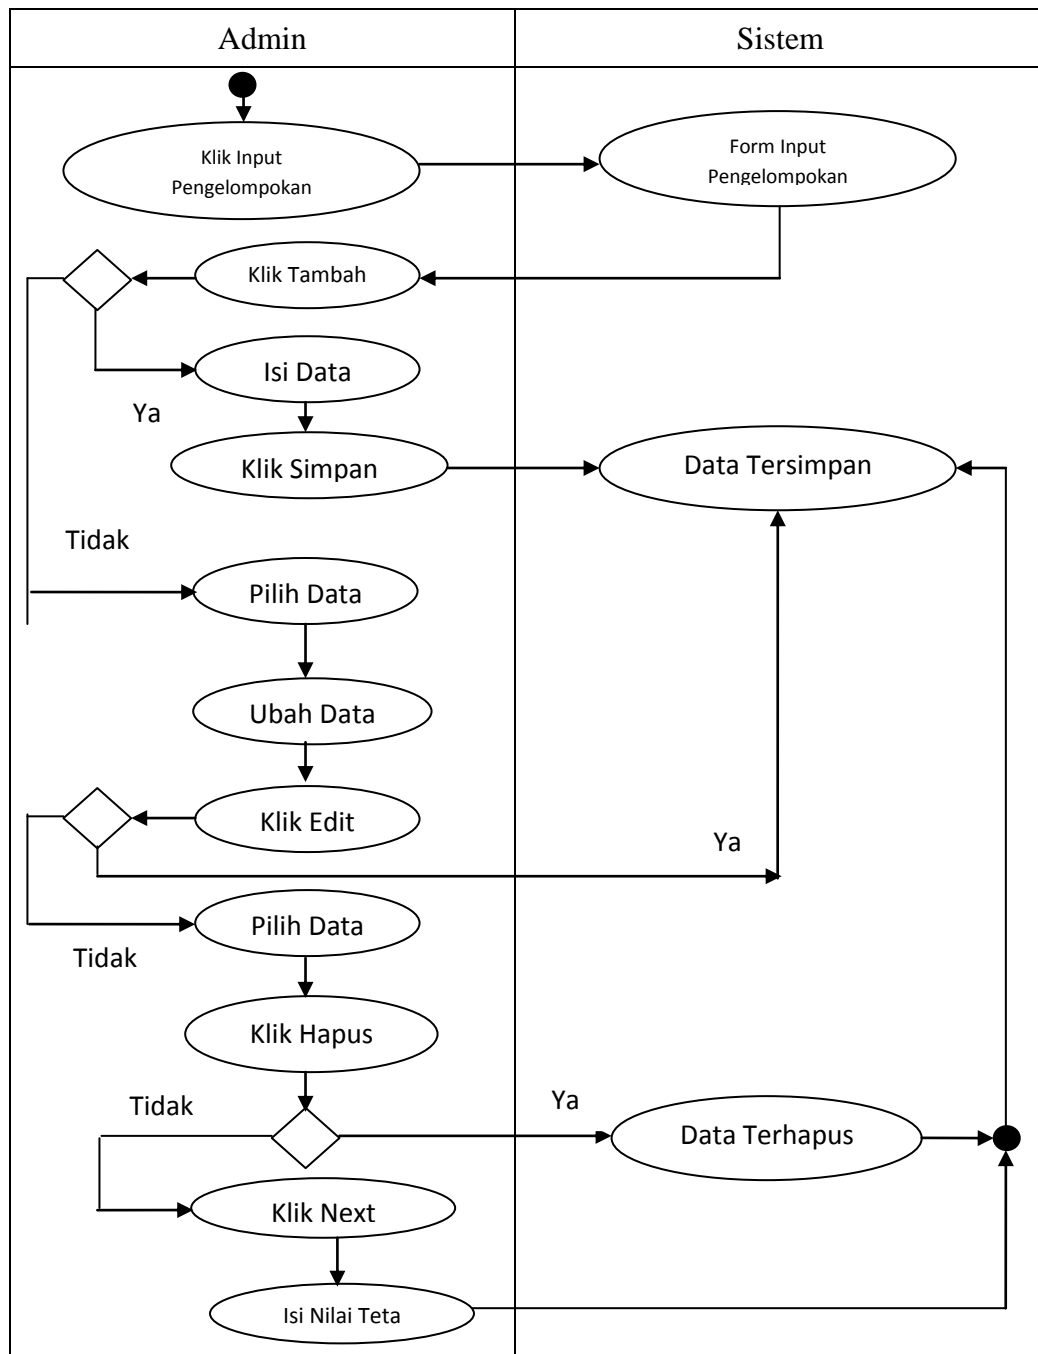 Admin
Sistem
Klik Input
Pengelompokan
Form Input
Pengelompokan
Klik Tambah
Isi Data
Ya
Klik Simpan
Data Tersimpan
Tidak
Pilih Data
Ubah Data
Klik Edit
Ya
Pilih Data
Tidak
Klik Hapus
Tidak
Ya
Data Terhapus
Klik Next
Isi Nilai Teta